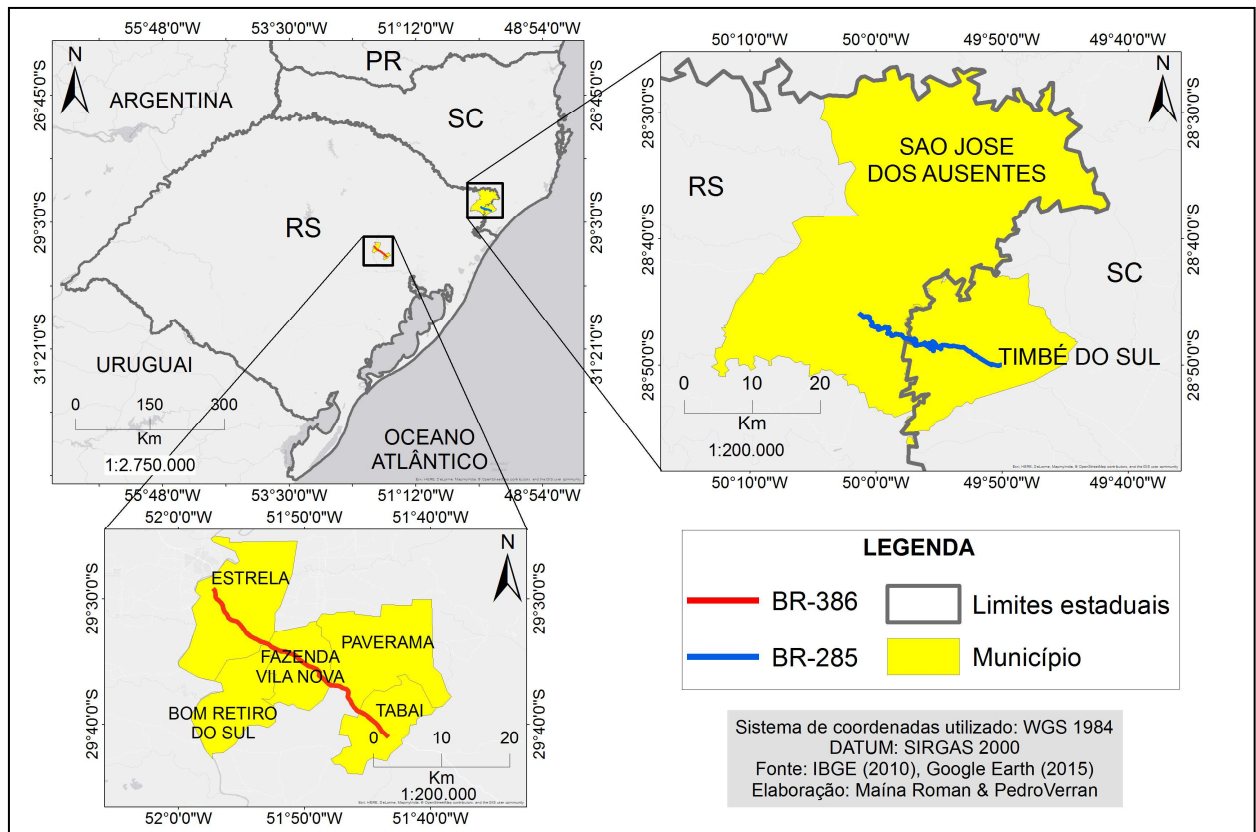 55°48'0"W
53°30'0"W
51°12'0"W
48°54'0"W
N
PR
ARGENTINA
SC
RS
URUGUAI
OCEANO
ATLÂNTICO
0 150 300
Km
1:2.750.000
26°45'0"S
29°3'0"S
31°21'0"S
26°45'0"S
29°3'0"S
31°21'0"S
55°48'0"W
53°30'0"W
51°12'0"W
48°54'0"W
50°10'0"W
50°0'0"W
49°50'0"W
49°40'0"W
N
SAO JOSE
DOS AUSENTES
RS
SC
TIMBÉ DO SUL
0 10 20
Km
1:200.000
28°30'0"S
28°40'0"S
28°50'0"S
28°30'0"S
28°40'0"S
28°50'0"S
50°10'0"W
50°0'0"W
49°50'0"W
49°40'0"W
52°0'0"W
51°50'0"W
51°40'0"W
N
ESTRELA
PAVERAMA
FAZENDA
VILA NOVA
BOM RETIRO
DO SUL
TABAI
0 10 20
Km
1:200.000
29°30'0"S
29°40'0"S
29°30'0"S
29°40'0"S
52°0'0"W
51°50'0"W
51°40'0"W
LEGENDA
BR-386
Limites estaduais
BR-285
Município
Sistema de coordenadas utilizado: WGS 1984
DATUM: SIRGAS 2000
Fonte: IBGE (2010), Google Earth (2015)
Elaboração: Maína Roman & PedroVerran